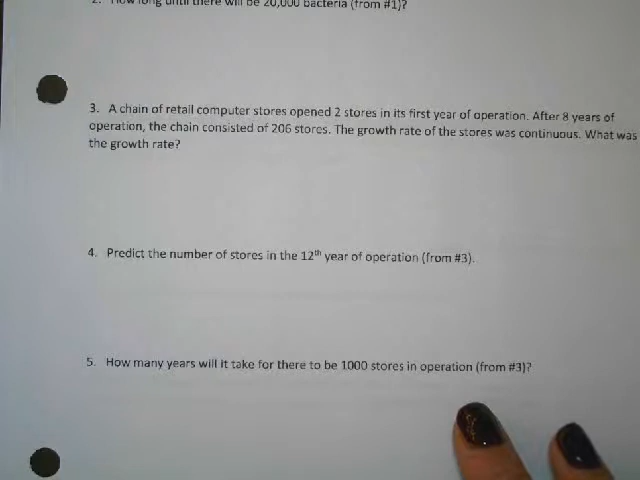 2. How long until there will be 20,000 bacteria (from #1)?
3. A chain of retail computer stores opened 2 stores in its first year of operation. After 8 years of
operation, the chain consisted of 206 stores. The growth rate of the stores was continuous. What was
the growth rate?
4. Predict the number of stores in the 12th year of operation (from #3).
5. How many years will it take for there to be 1000 stores in operation (from #3)?